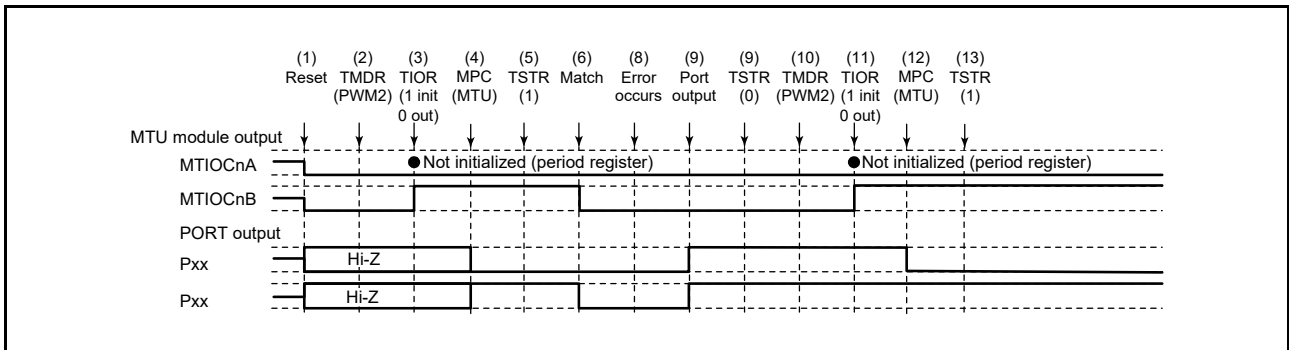 (1) (2) (3) (4) (5) (6) (8) (9) (9) (10) (11) (12) (13)
Reset TMDR TIOR MPC TSTR Match Error Port TSTR TMDR TIOR MPC TSTR
(PWM2) (1 init (MTU) (1) occurs output (0) (PWM2) (1 init (MTU) (1)
0 out) 0 out)
MTU module output
MTIOCnA ●Not initialized (period register) ●Not initialized (period register)
MTIOCnB
PORT output
Pxx Hi-Z
Pxx Hi-Z